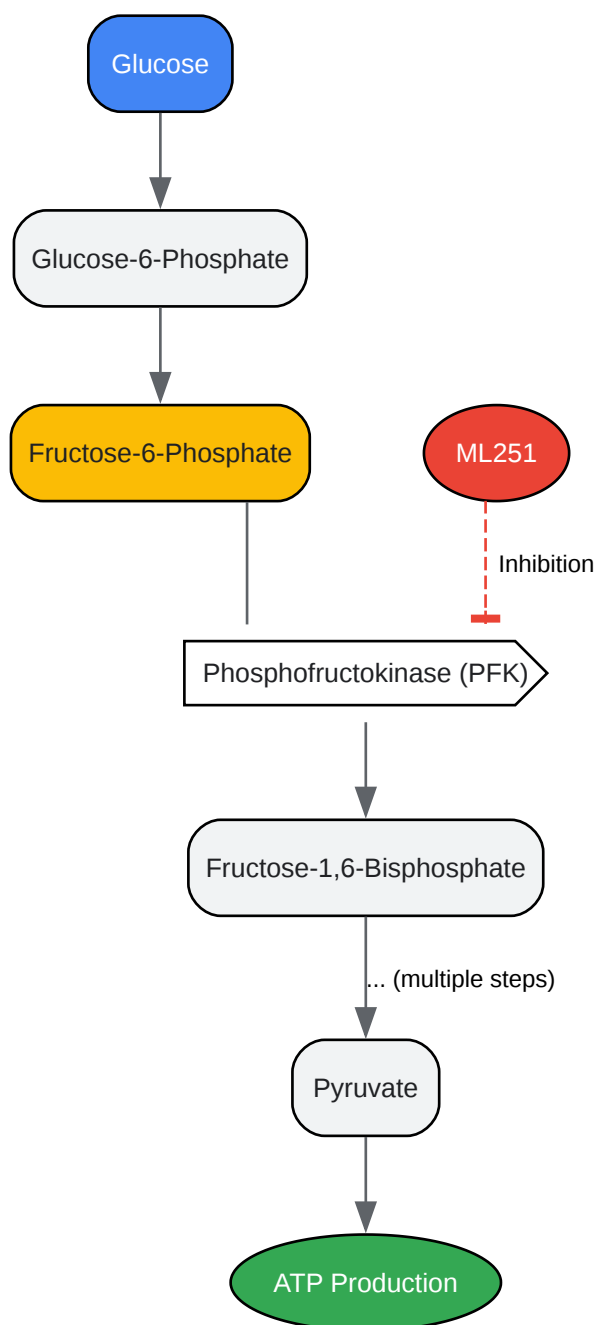 Glucose
Glucose-6-Phosphate
Fructose-6-Phosphate
ML251
Inhibition
Phosphofructokinase (PFK)
Fructose-1,6-Bisphosphate
... (multiple steps)
Pyruvate
ATP Production